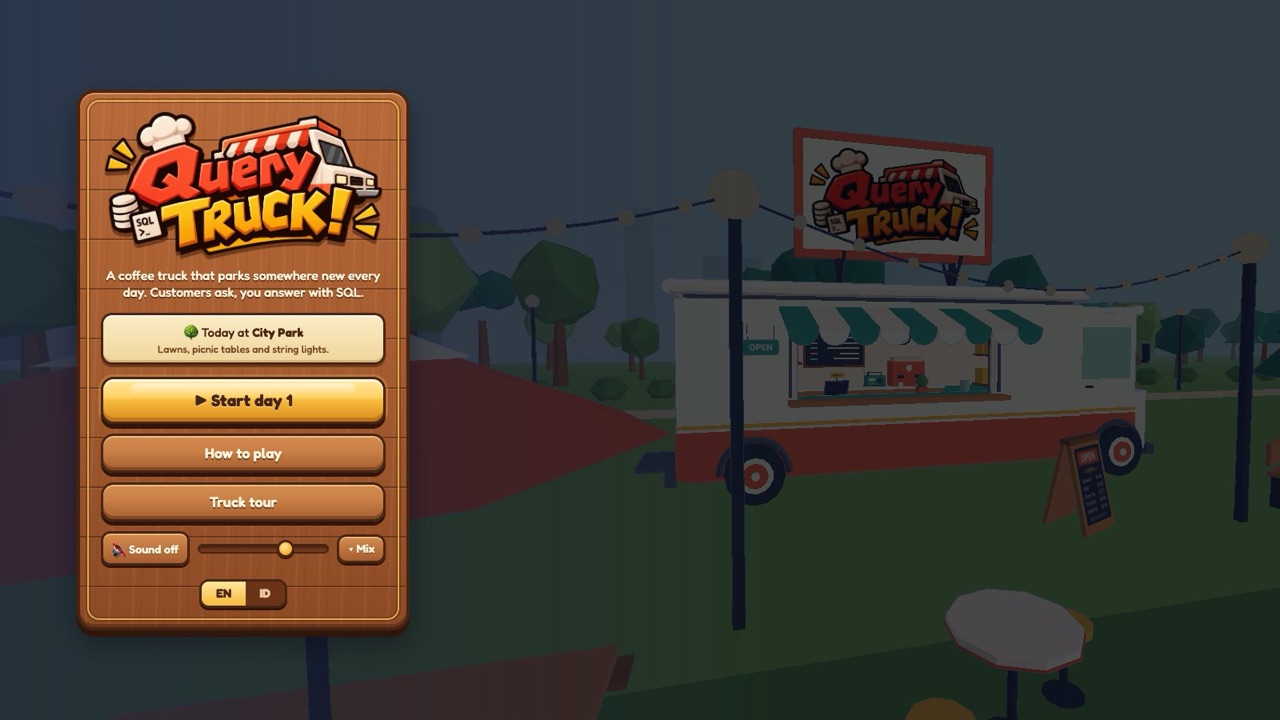 Query
TRUCK!
SQL
>_
A coffee truck that parks somewhere new every
day. Customers ask, you answer with SQL.
Today at City Park
Lawns, picnic tables and string lights.
▶ Start day 1
How to play
Truck tour
Sound off
▾ Mix
EN ID
Query
TRUCK!
SQL
>_
OPEN
OPEN